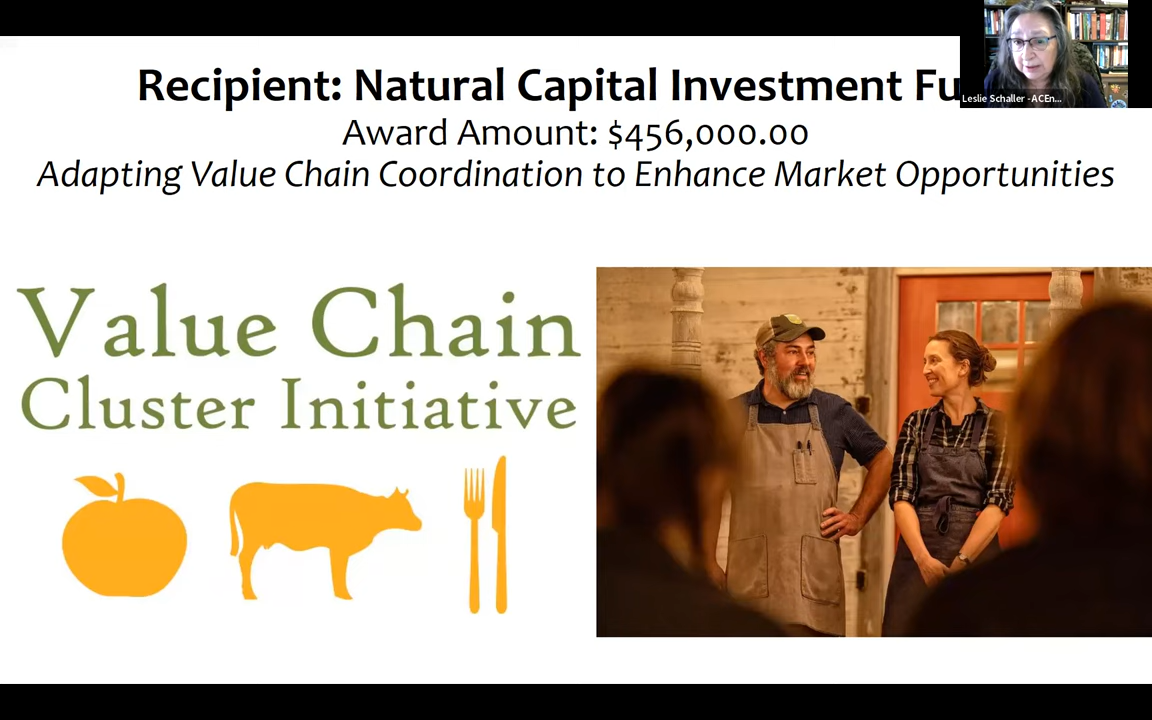 Recipient: Natural Capital Investment Fu
Leslie Schaller - ACEn...
Award Amount: $456,000.00
Adapting Value Chain Coordination to Enhance Market Opportunities
Value Chain
Cluster Initiative